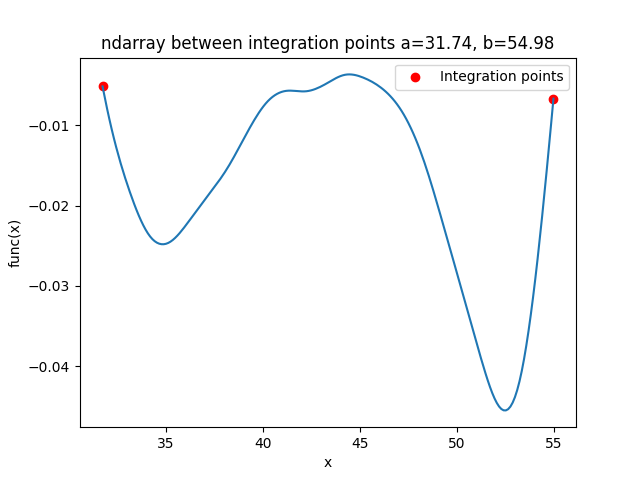 ndarray between integration points a=31.74, b=54.98
Integration points
−0.01
−0.02
−0.03
−0.04
func(x)
35 40 45 50 55
x